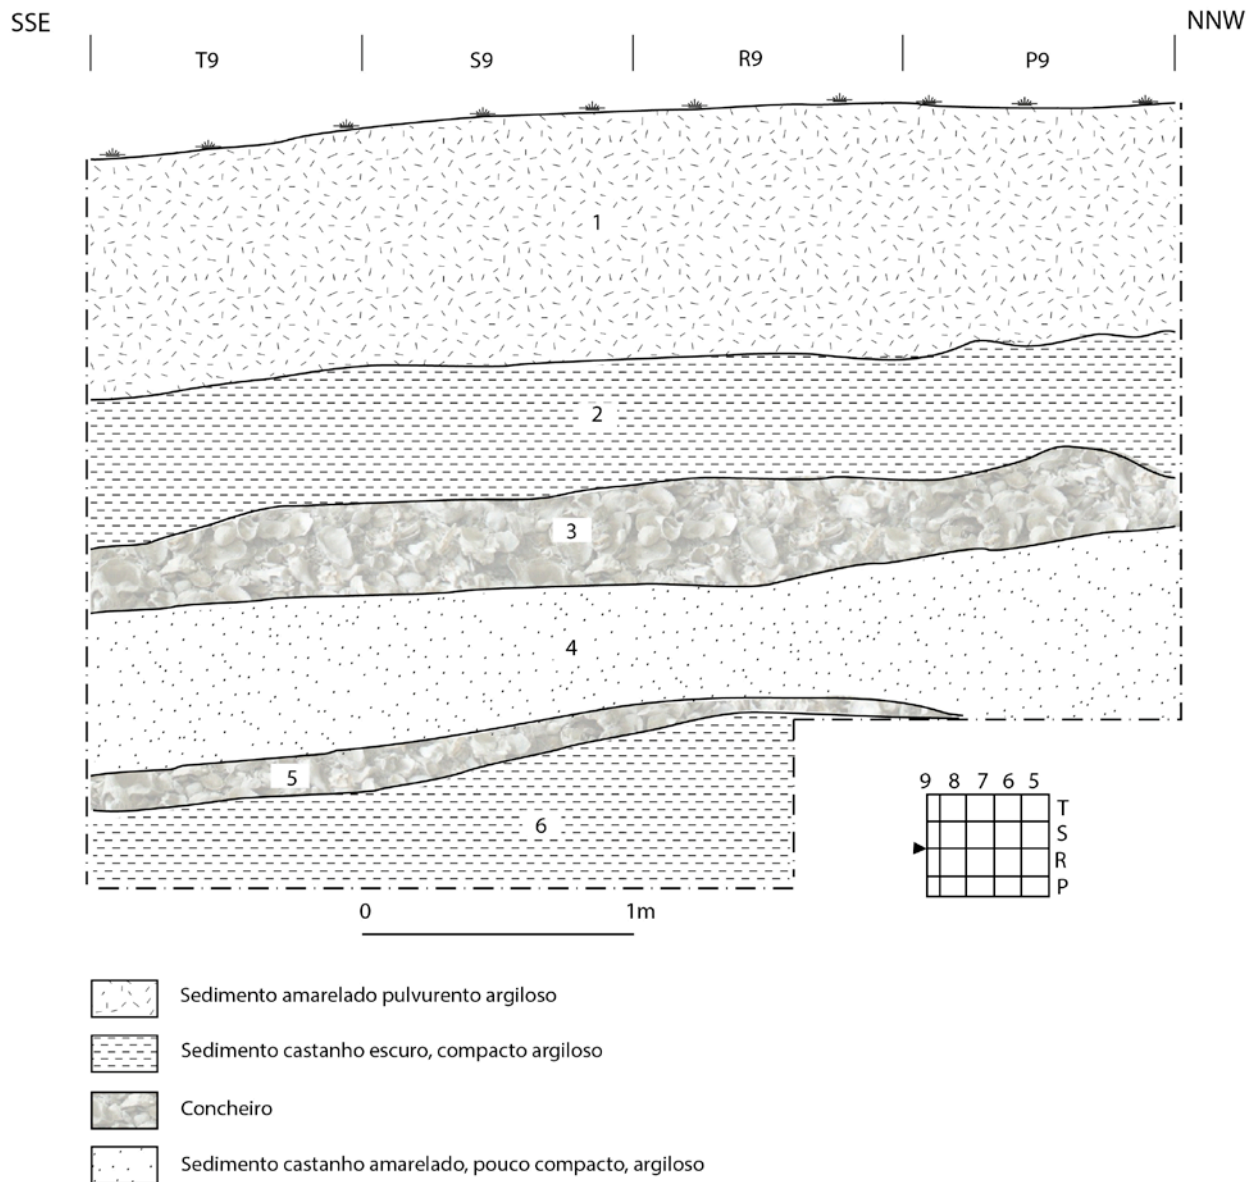 SSE NNW
T9 S9 R9 P9
1
2
3
4
5
6
9 8 7 6 5
T
S
R
P
0 1m
Sedimento amarelado pulvurento argiloso
Sedimento castanho escuro, compacto argiloso
Concheiro
Sedimento castanho amarelado, pouco compacto, argiloso